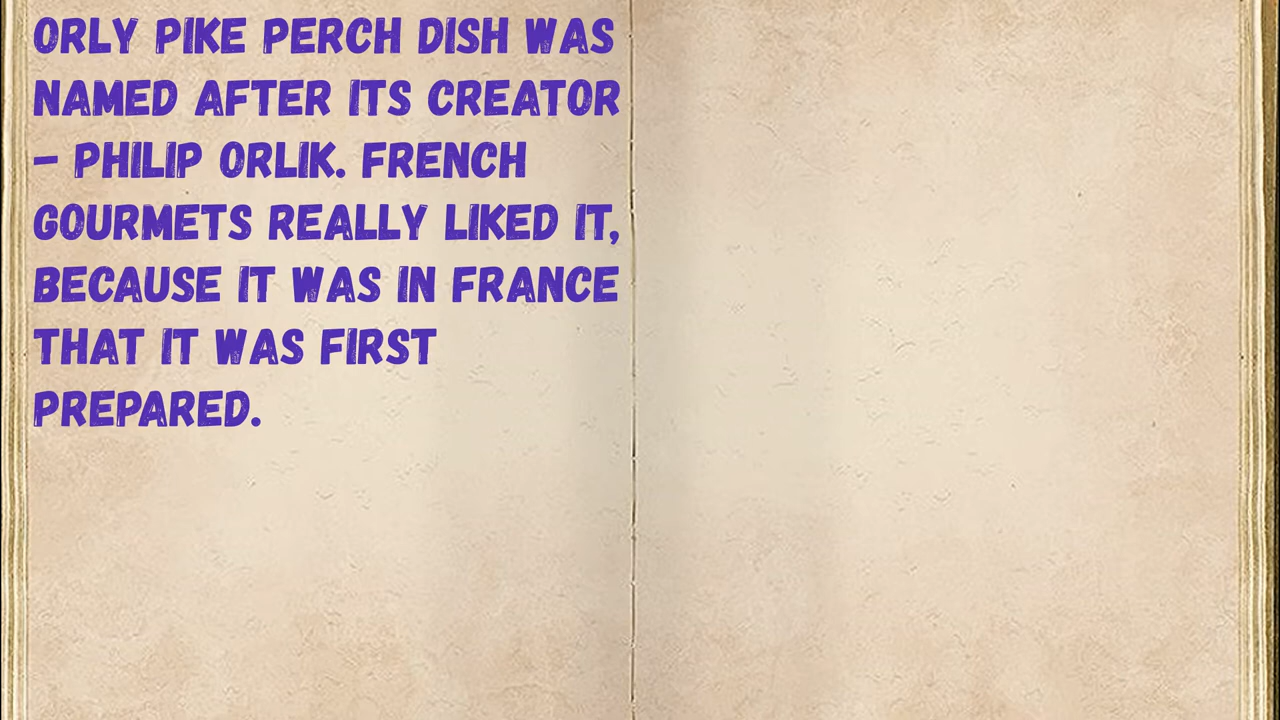 ORLY PIKE PERCH DISH WAS
NAMED AFTER ITS CREATOR
– PHILIP ORLIK. FRENCH
GOURMETS REALLY LIKED IT,
BECAUSE IT WAS IN FRANCE
THAT IT WAS FIRST
PREPARED.